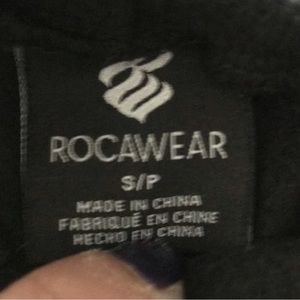 ROCAWEAR
S/P
MADE IN CHINA
FABRIQUÉ EN CHINE
HECHO EN CHINA